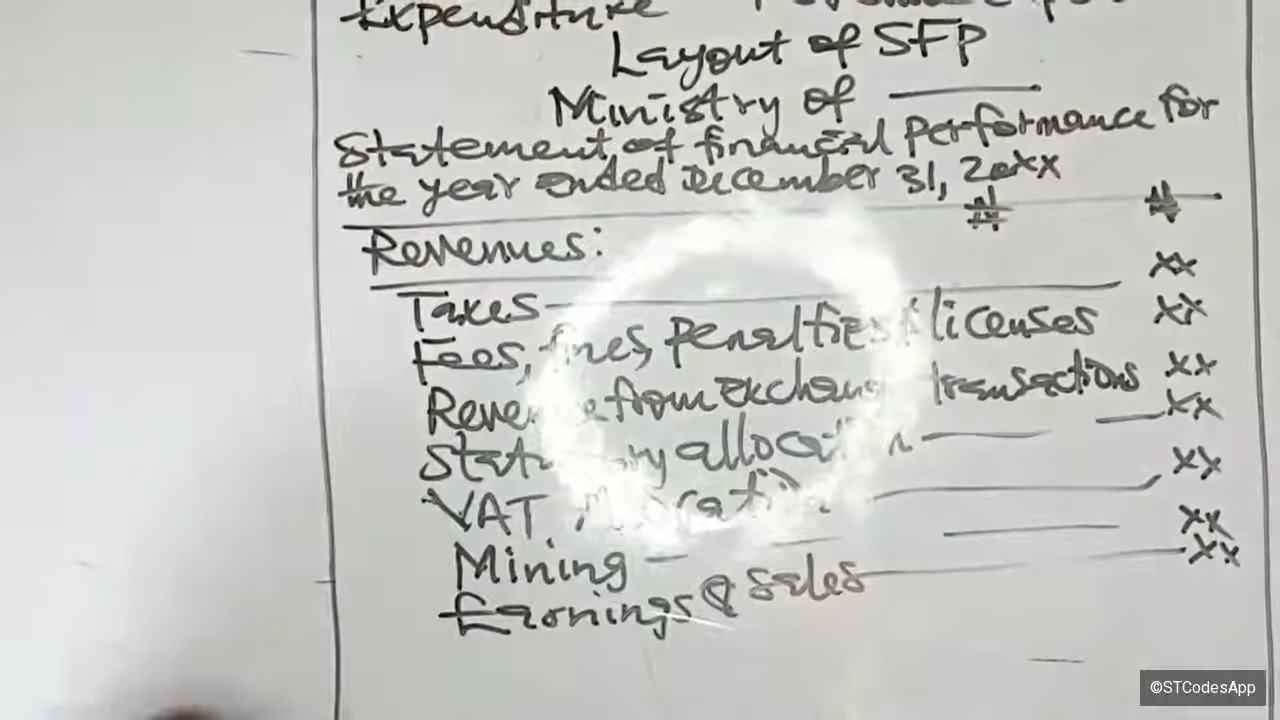 Expenditure
Layout of SFP
Ministry of
Statement of financial Performance for
the year ended December 31, 20xx
₦ ₦
Revenues:
Taxes xx
Fees, fines, Penalties & licenses xx
Revenue from exchange transactions xx
Statutory allocation xx
VAT Allocation xx
Mining xx
Earnings & sales xx
©STCodesApp